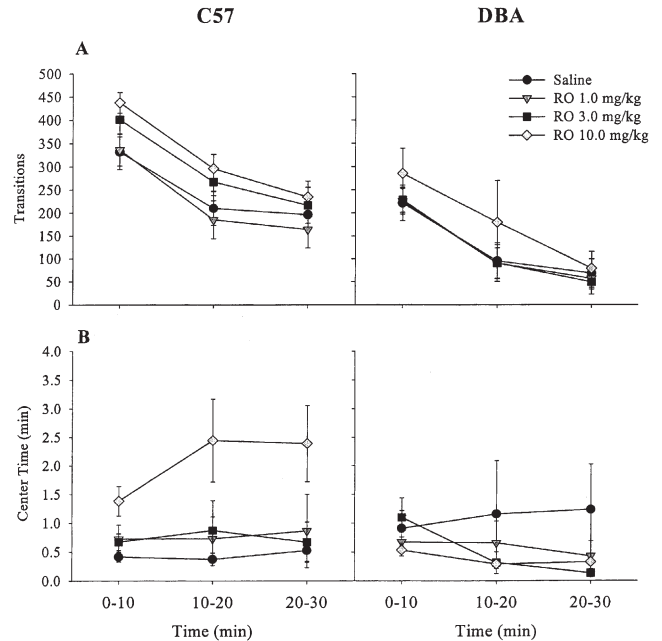 C57
DBA
A
500
450
400
350
300
250
200
150
100
50
0
Transitions
Saline
RO 1.0 mg/kg
RO 3.0 mg/kg
RO 10.0 mg/kg
B
4.0
3.5
3.0
2.5
2.0
1.5
1.0
0.5
0.0
Center Time (min)
0-10 10-20 20-30
0-10 10-20 20-30
Time (min)
Time (min)